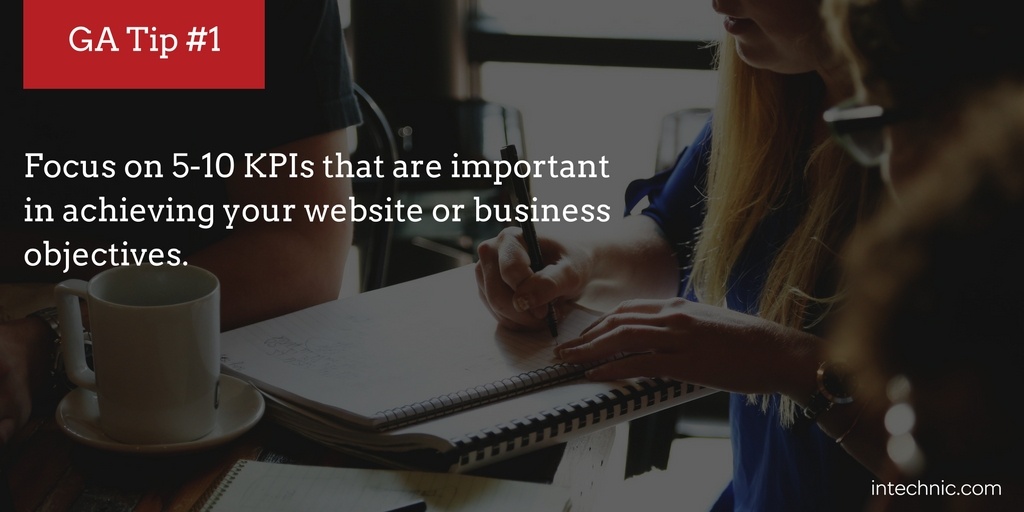 GA Tip #1
Focus on 5-10 KPIs that are important
in achieving your website or business
objectives.
intechnic.com